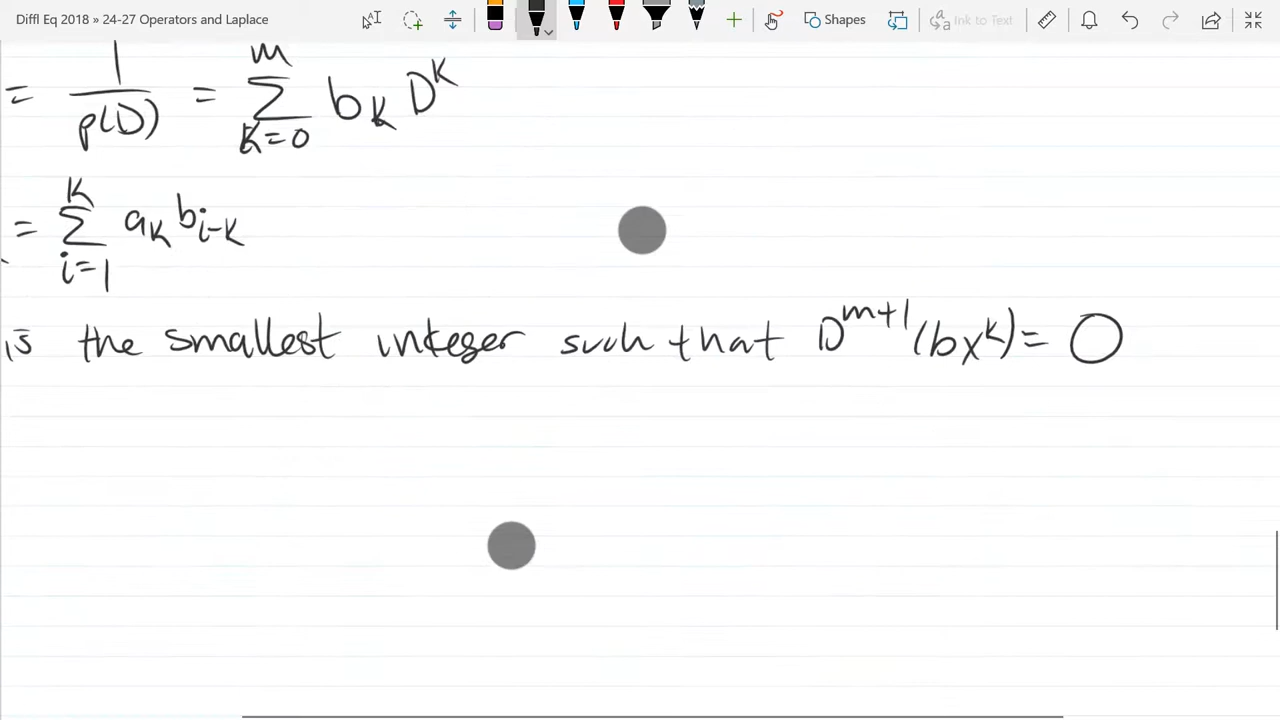 Diffl Eq 2018 » 24-27 Operators and Laplace
Shapes
Ink to Text
= 1/p(D) = Σ_{k=0}^{m} b_k D^k
= Σ_{i=1}^{k} a_k b_{i-k}
is the smallest integer such that D^{m+1}(bx^k) = 0